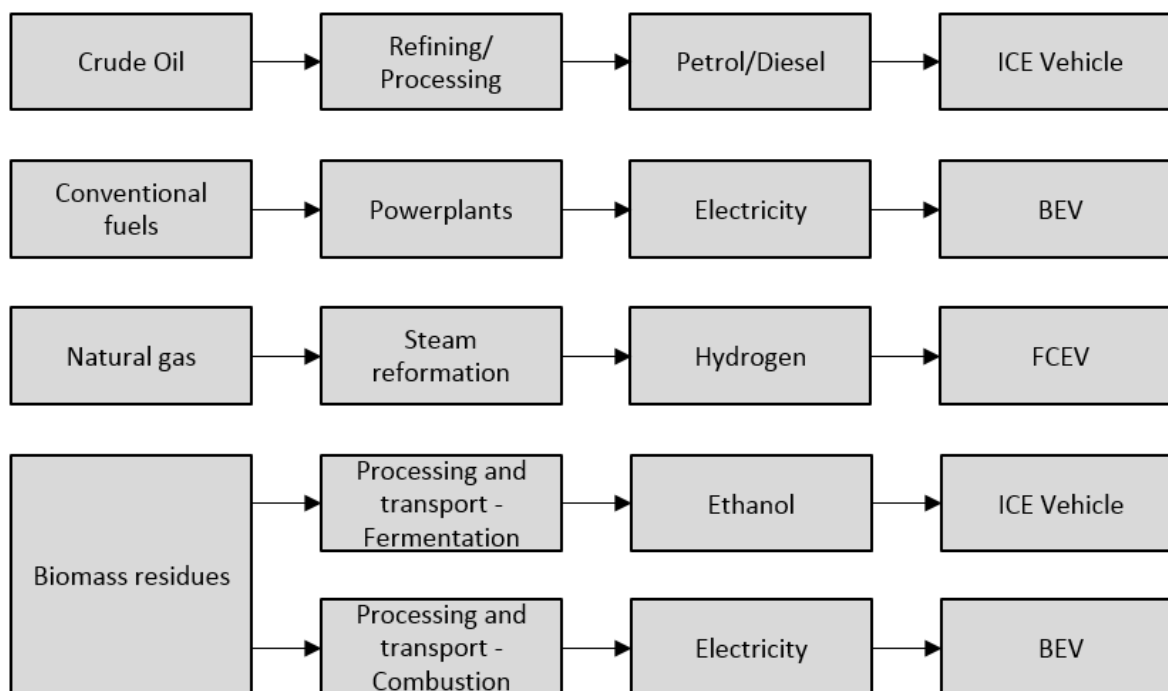 Crude Oil
Refining/
Processing
Petrol/Diesel
ICE Vehicle
Conventional
fuels
Powerplants
Electricity
BEV
Natural gas
Steam
reformation
Hydrogen
FCEV
Biomass residues
Processing and
transport -
Fermentation
Ethanol
ICE Vehicle
Processing and
transport -
Combustion
Electricity
BEV